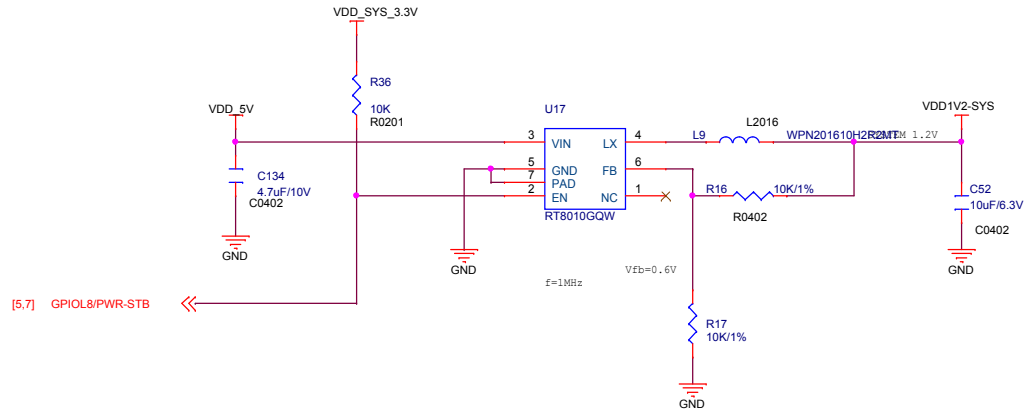 VDD_SYS_3.3V
R36
10K
R0201
VDD_5V
U17
L2016
VDD1V2-SYS
3 VIN LX 4
L9
WPN201610H2R2MT
SYSTEM 1.2V
5 GND FB 6
7 PAD
2 EN NC 1
RT8010GQW
C134
4.7uF/10V
C0402
R16
10K/1%
R0402
C52
10uF/6.3V
C0402
GND
GND
GND
Vfb=0.6V
f=1MHz
[5,7] GPIOL8/PWR-STB
R17
10K/1%
GND